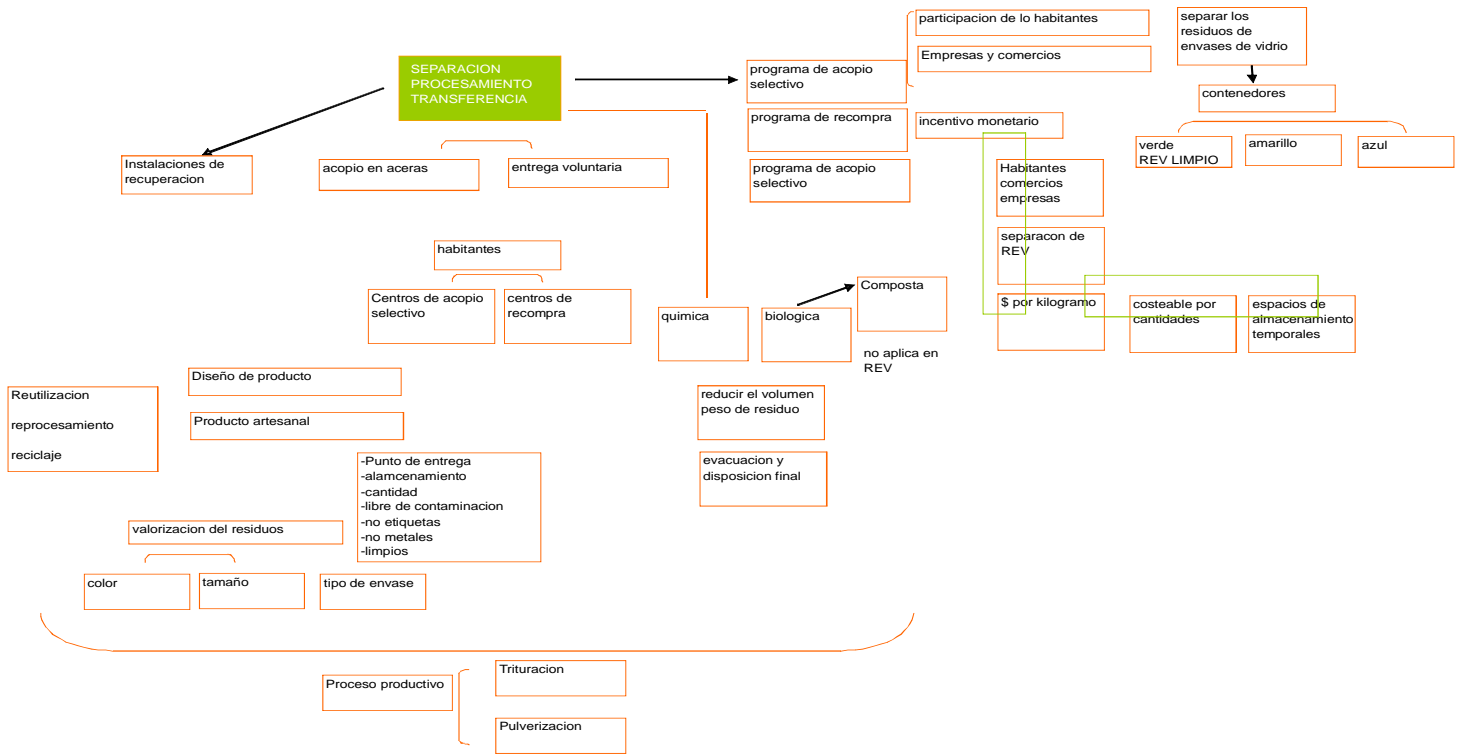 participacion de lo habitantes
Empresas y comercios
separar los
residuos de
envases de vidrio
SEPARACION
PROCESAMIENTO
TRANSFERENCIA
programa de acopio
selectivo
contenedores
programa de recompra
incentivo monetario
verde
REV LIMPIO
amarillo
azul
Instalaciones de
recuperacion
acopio en aceras
entrega voluntaria
programa de acopio
selectivo
Habitantes
comercios
empresas
habitantes
separacon de
REV
Centros de acopio
selectivo
centros de
recompra
quimica
biologica
Composta
no aplica en
REV
$ por kilogramo
costeable por
cantidades
espacios de
almacenamiento
temporales
Reutilizacion
reprocesamiento
reciclaje
Diseño de producto
Producto artesanal
reducir el volumen
peso de residuo
evacuacion y
disposicion final
-Punto de entrega
-alamcenamiento
-cantidad
-libre de contaminacion
-no etiquetas
-no metales
-limpios
valorizacion del residuos
color
tamaño
tipo de envase
Proceso productivo
Trituracion
Pulverizacion